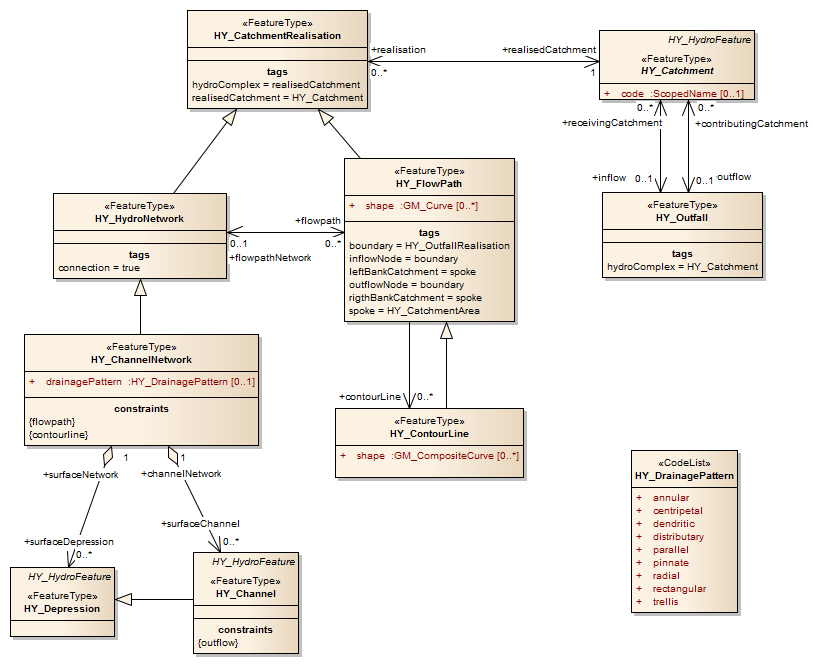 «FeatureType»
HY_CatchmentRealisation
tags
hydroComplex = realisedCatchment
realisedCatchment = HY_Catchment
+realisation
0..*
+realisedCatchment
1
HY_HydroFeature
«FeatureType»
HY_Catchment
+ code :ScopedName [0..1]
0..*
0..*
+receivingCatchment
+contributingCatchment
+inflow
0..1
0..1
+outflow
«FeatureType»
HY_Outfall
tags
hydroComplex = HY_Catchment
«FeatureType»
HY_HydroNetwork
tags
connection = true
+flowpath
0..1
0..*
+flowpathNetwork
«FeatureType»
HY_FlowPath
+ shape :GM_Curve [0..*]
tags
boundary = HY_OutfallRealisation
inflowNode = boundary
leftBankCatchment = spoke
outflowNode = boundary
rigthBankCatchment = spoke
spoke = HY_CatchmentArea
«FeatureType»
HY_ChannelNetwork
+ drainagePattern :HY_DrainagePattern [0..1]
constraints
{flowpath}
{contourline}
+contourLine
0..*
«FeatureType»
HY_ContourLine
+ shape :GM_CompositeCurve [0..*]
1
1
+surfaceNetwork
+channelNetwork
+surfaceChannel
+surfaceDepression
0..*
0..*
HY_HydroFeature
«FeatureType»
HY_Depression
HY_HydroFeature
«FeatureType»
HY_Channel
constraints
{outflow}
«CodeList»
HY_DrainagePattern
+ annular
+ centripetal
+ dendritic
+ distributary
+ parallel
+ pinnate
+ radial
+ rectangular
+ trellis